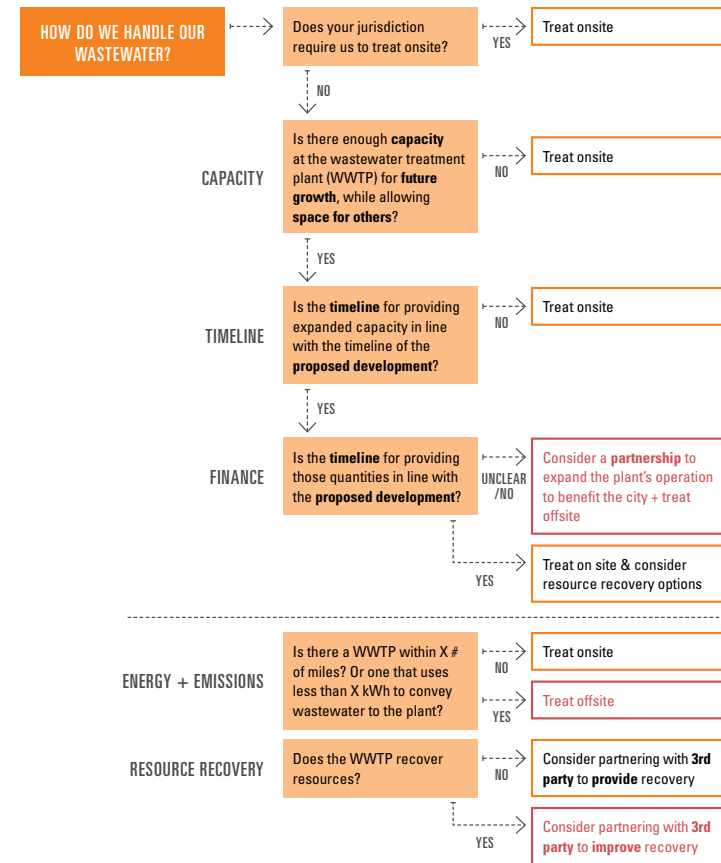 HOW DO WE HANDLE OUR
WASTEWATER?
Does your jurisdiction
require us to treat onsite?
YES
Treat onsite
NO
CAPACITY
Is there enough capacity
at the wastewater treatment
plant (WWTP) for future
growth, while allowing
space for others?
NO
Treat onsite
YES
TIMELINE
Is the timeline for providing
expanded capacity in line
with the timeline of the
proposed development?
NO
Treat onsite
YES
FINANCE
Is the timeline for providing
those quantities in line with
the proposed development?
UNCLEAR
/NO
Consider a partnership to
expand the plant's operation
to benefit the city + treat
offsite
YES
Treat on site & consider
resource recovery options
ENERGY + EMISSIONS
Is there a WWTP within X #
of miles? Or one that uses
less than X kWh to convey
wastewater to the plant?
NO
Treat onsite
YES
Treat offsite
RESOURCE RECOVERY
Does the WWTP recover
resources?
NO
Consider partnering with 3rd
party to provide recovery
YES
Consider partnering with 3rd
party to improve recovery